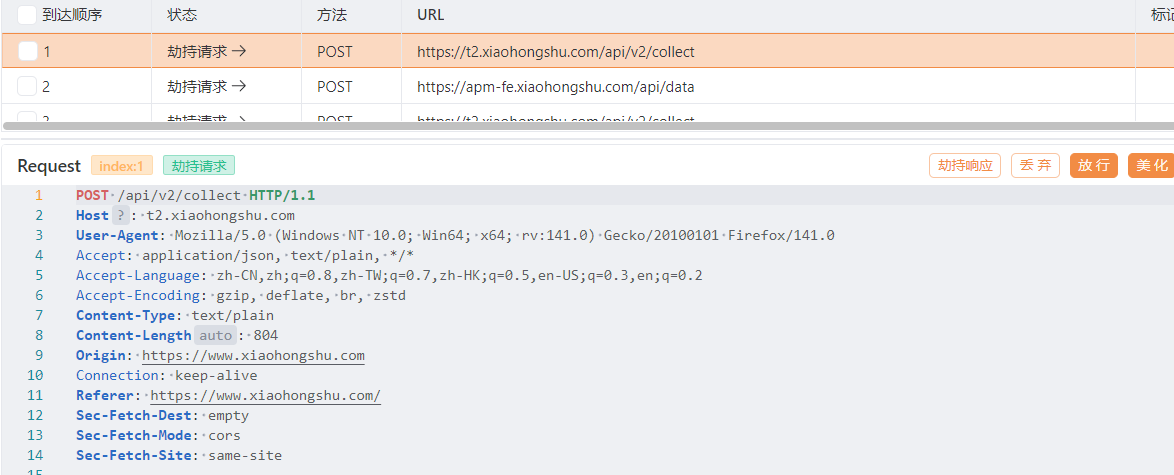 到达顺序 状态 方法 URL 标记
1 劫持请求 → POST https://t2.xiaohongshu.com/api/v2/collect
2 劫持请求 → POST https://apm-fe.xiaohongshu.com/api/data
劫持请求 POST https://t2.xiaohongshu.com/api/v2/collect
Request index:1 劫持请求 劫持响应 丢 弃 放 行 美 化
1 POST /api/v2/collect HTTP/1.1
2 Host ? : t2.xiaohongshu.com
3 User-Agent: Mozilla/5.0 (Windows NT 10.0; Win64; x64; rv:141.0) Gecko/20100101 Firefox/141.0
4 Accept: application/json, text/plain, */*
5 Accept-Language: zh-CN,zh;q=0.8,zh-TW;q=0.7,zh-HK;q=0.5,en-US;q=0.3,en;q=0.2
6 Accept-Encoding: gzip, deflate, br, zstd
7 Content-Type: text/plain
8 Content-Length auto : 804
9 Origin: https://www.xiaohongshu.com
10 Connection: keep-alive
11 Referer: https://www.xiaohongshu.com/
12 Sec-Fetch-Dest: empty
13 Sec-Fetch-Mode: cors
14 Sec-Fetch-Site: same-site
15